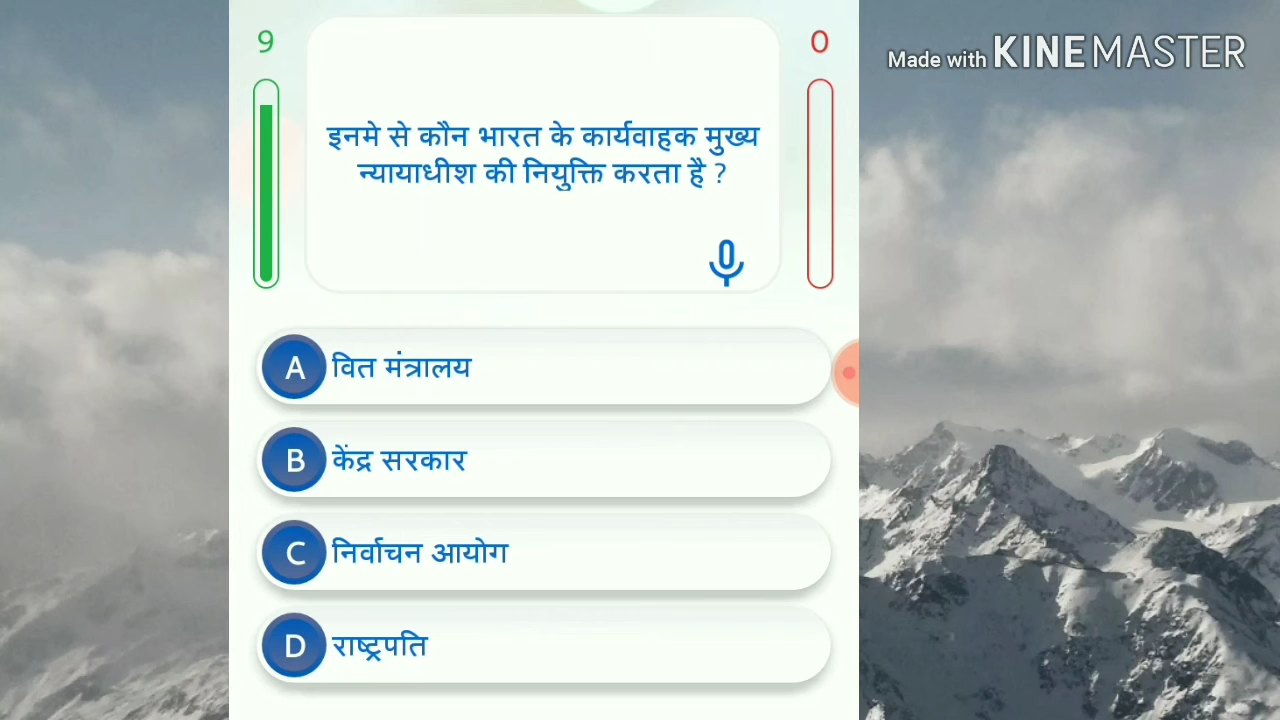 Made with KINEMASTER
9
0
इनमे से कौन भारत के कार्यवाहक मुख्य
न्यायाधीश की नियुक्ति करता है ?
A वित मंत्रालय
B केंद्र सरकार
C निर्वाचन आयोग
D राष्ट्रपति